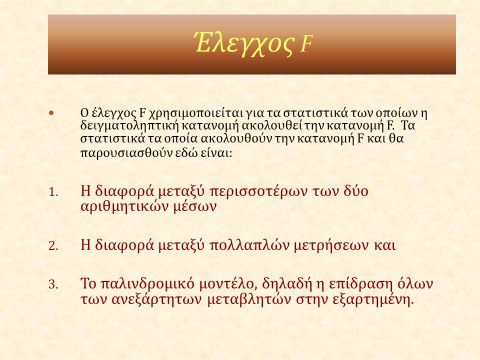 Έλεγχος F
• Ο έλεγχος F χρησιμοποιείται για τα στατιστικά των οποίων η
δειγματοληπτική κατανομή ακολουθεί την κατανομή F. Τα
στατιστικά τα οποία ακολουθούν την κατανομή F και θα
παρουσιασθούν εδώ είναι:
1. Η διαφορά μεταξύ περισσοτέρων των δύο
αριθμητικών μέσων
2. Η διαφορά μεταξύ πολλαπλών μετρήσεων και
3. Το παλινδρομικό μοντέλο, δηλαδή η επίδραση όλων
των ανεξάρτητων μεταβλητών στην εξαρτημένη.